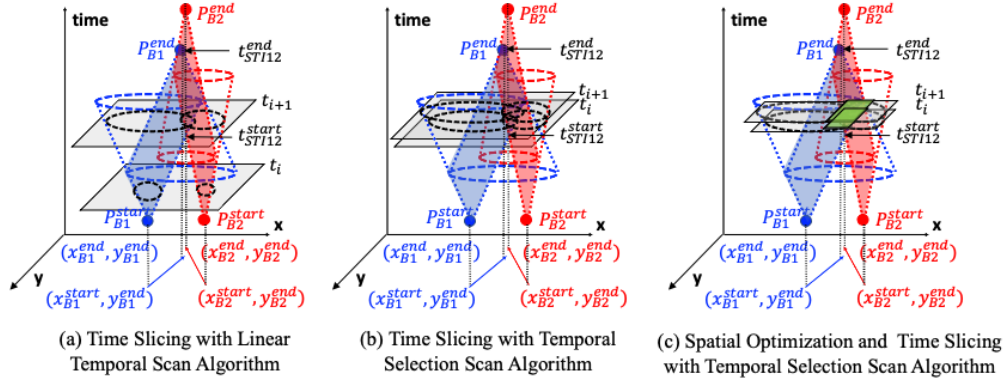 time
P_{B2}^{end}
P_{B1}^{end}
t_{STI12}^{end}
t_{i+1}
t_{STI12}^{start}
t_i
P_{B1}^{start}
P_{B2}^{start}
x
y
(x_{B1}^{end}, y_{B1}^{end})
(x_{B2}^{end}, y_{B2}^{end})
(x_{B1}^{start}, y_{B1}^{end})
(x_{B2}^{start}, y_{B2}^{end})
(a) Time Slicing with Linear
Temporal Scan Algorithm
time
P_{B2}^{end}
P_{B1}^{end}
t_{STI12}^{end}
t_{i+1}
t_i
t_{STI12}^{start}
P_{B1}^{start}
P_{B2}^{start}
x
y
(x_{B1}^{end}, y_{B1}^{end})
(x_{B2}^{end}, y_{B2}^{end})
(x_{B1}^{start}, y_{B1}^{end})
(x_{B2}^{start}, y_{B2}^{end})
(b) Time Slicing with Temporal
Selection Scan Algorithm
time
P_{B2}^{end}
P_{B1}^{end}
t_{STI12}^{end}
t_{i+1}
t_i
t_{STI12}^{start}
P_{B1}^{start}
P_{B2}^{start}
x
y
(x_{B1}^{end}, y_{B1}^{end})
(x_{B2}^{end}, y_{B2}^{end})
(x_{B1}^{start}, y_{B1}^{end})
(x_{B2}^{start}, y_{B2}^{end})
(c) Spatial Optimization and Time Slicing
with Temporal Selection Scan Algorithm